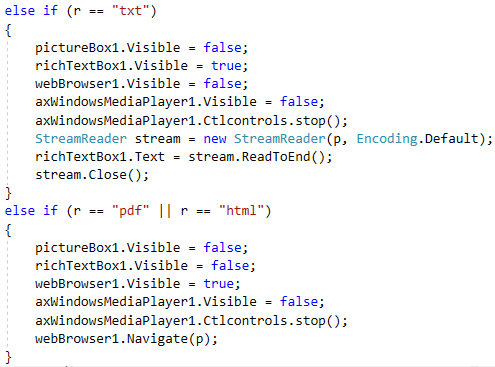 else if (r == "txt")
{
    pictureBox1.Visible = false;
    richTextBox1.Visible = true;
    webBrowser1.Visible = false;
    axWindowsMediaPlayer1.Visible = false;
    axWindowsMediaPlayer1.Ctlcontrols.stop();
    StreamReader stream = new StreamReader(p, Encoding.Default);
    richTextBox1.Text = stream.ReadToEnd();
    stream.Close();
}
else if (r == "pdf" || r == "html")
{
    pictureBox1.Visible = false;
    richTextBox1.Visible = false;
    webBrowser1.Visible = true;
    axWindowsMediaPlayer1.Visible = false;
    axWindowsMediaPlayer1.Ctlcontrols.stop();
    webBrowser1.Navigate(p);
}